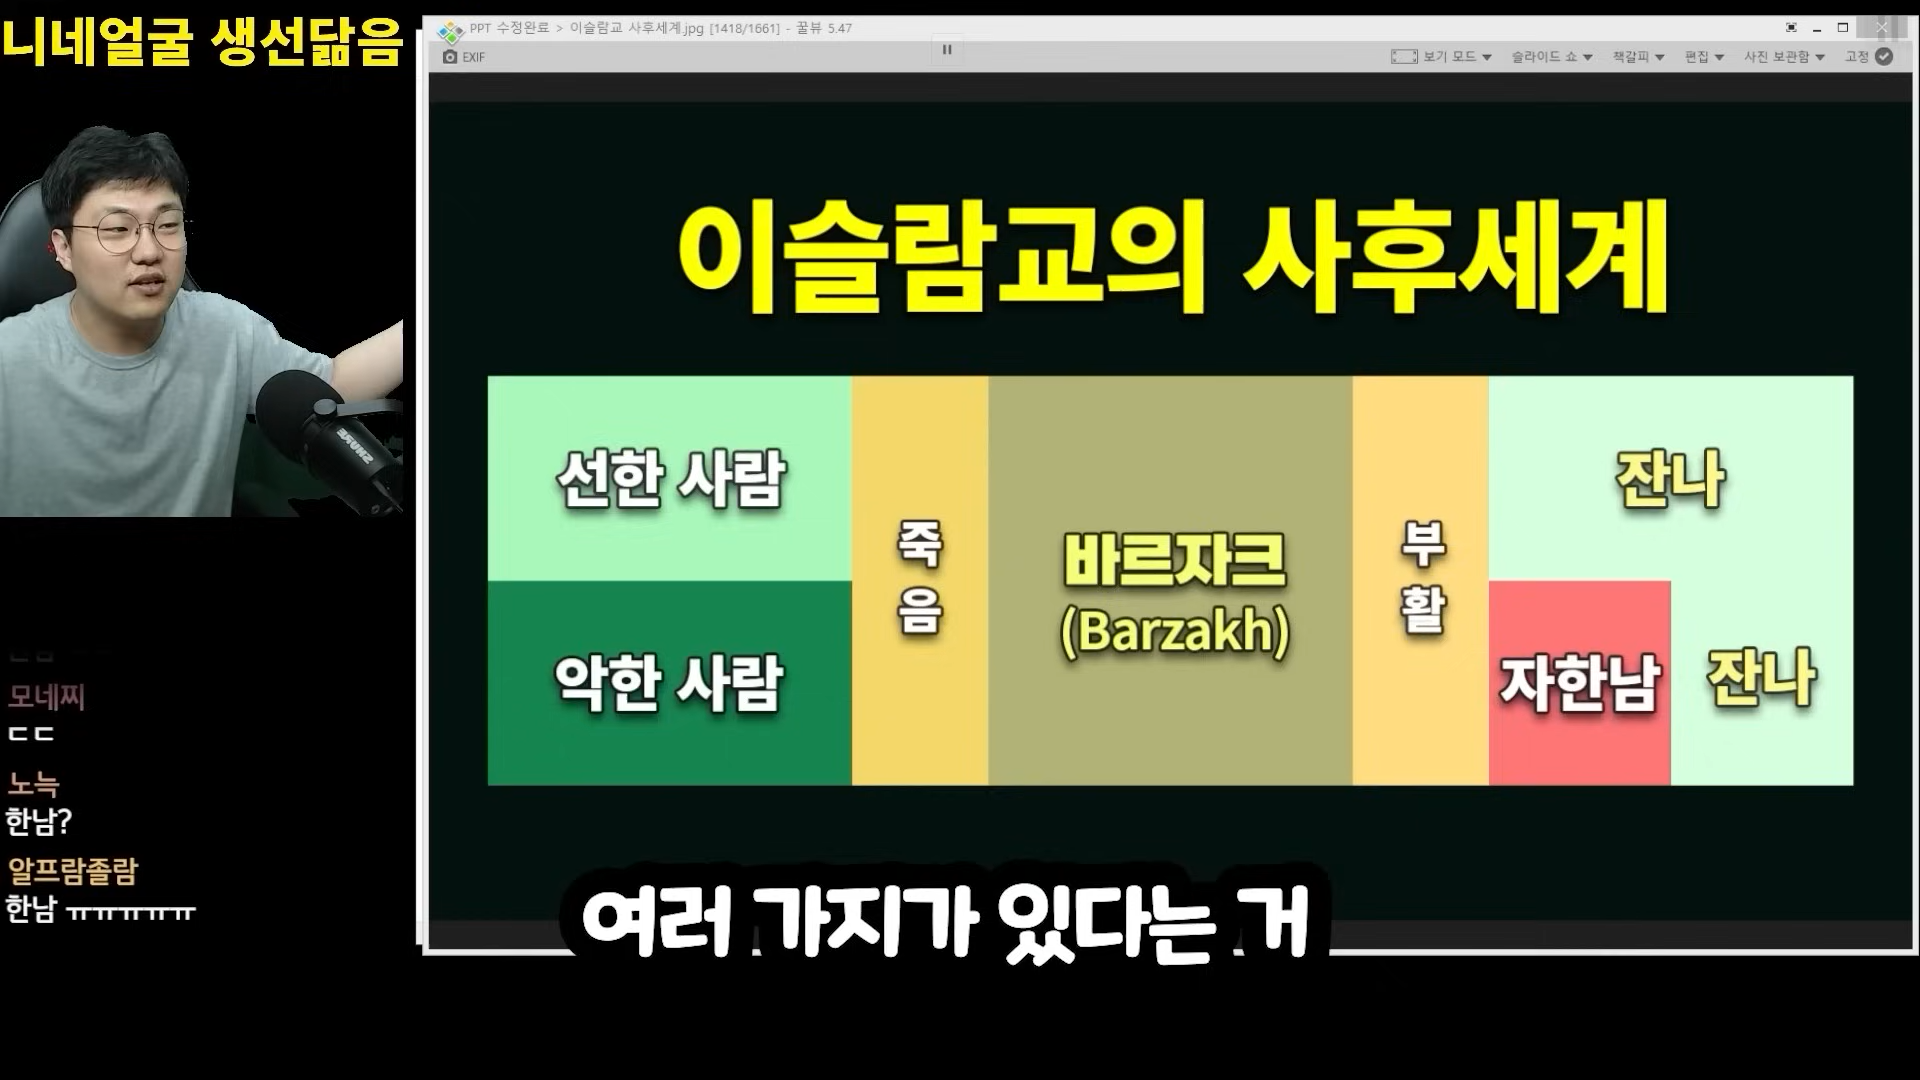 니네얼굴 생선닮음
PPT 수정완료 > 이슬람교 사후세계.jpg [1418/1661] - 꿀뷰 5.47
EXIF
보기 모드
슬라이드 쇼
책갈피
편집
사진 보관함
고정
이슬람교의 사후세계
선한 사람
악한 사람
죽음
바르자크
(Barzakh)
부활
잔나
자한남
잔나
SHURE
모네찌
ㄷㄷ
노늑
한남?
알프람졸람
한남 ㅠㅠㅠㅠㅠ
여러 가지가 있다는 거